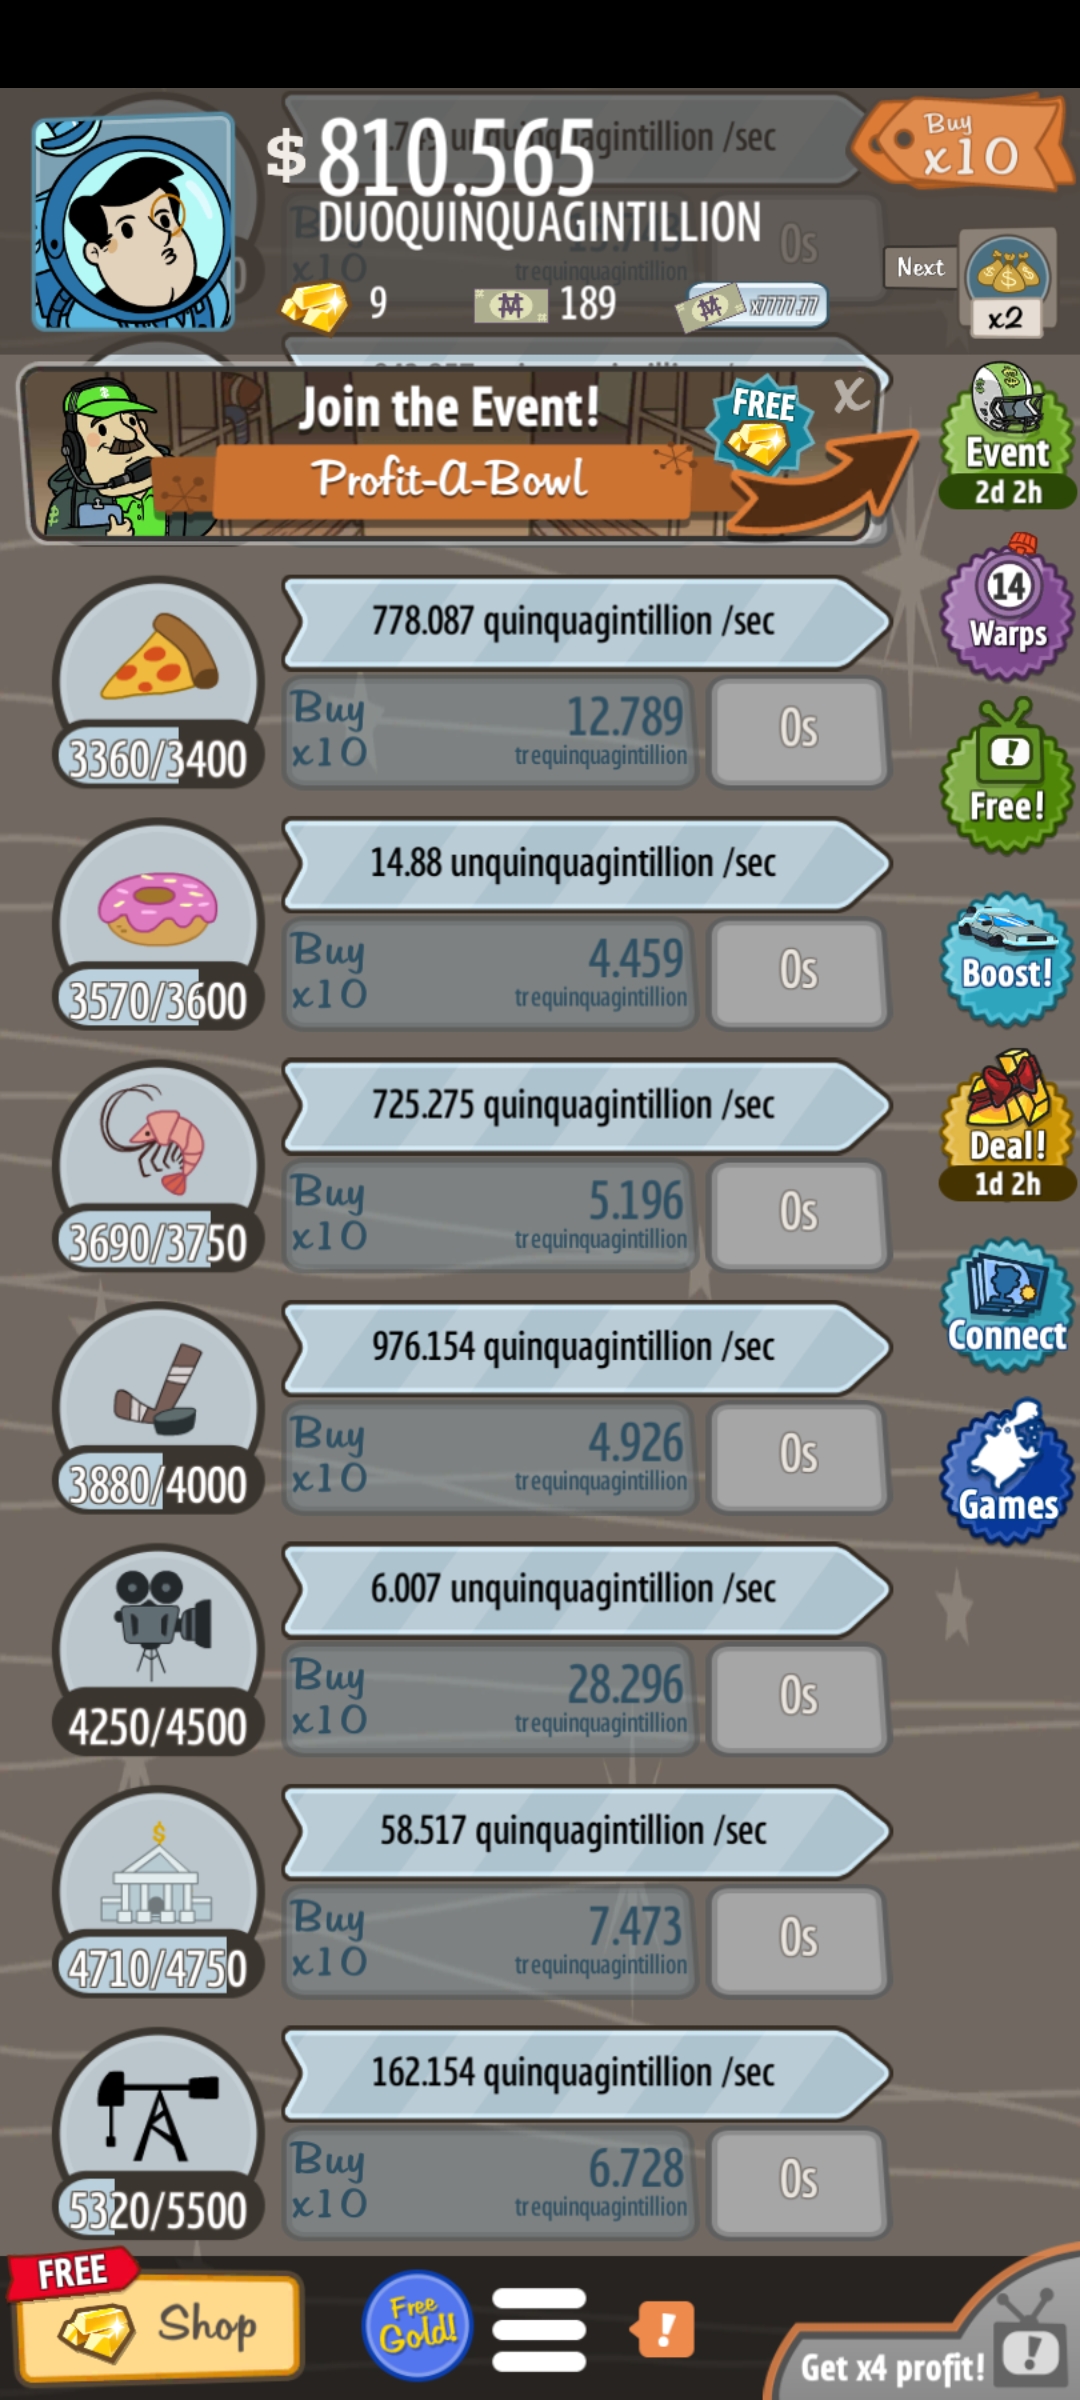 $ 810.565
DUOQUINQUAGINTILLION
Buy
x10
9
189
x7777.77
Next
x2
Join the Event!
Profit-A-Bowl
FREE
X
Event
2d 2h
778.087 quinquagintillion /sec
3360/3400
Buy
x10
12.789
trequinquagintillion
0s
14
Warps
Free!
14.88 unquinquagintillion /sec
3570/3600
Buy
x10
4.459
trequinquagintillion
0s
Boost!
725.275 quinquagintillion /sec
3690/3750
Buy
x10
5.196
trequinquagintillion
0s
Deal!
1d 2h
976.154 quinquagintillion /sec
3880/4000
Buy
x10
4.926
trequinquagintillion
0s
Connect
Games
6.007 unquinquagintillion /sec
4250/4500
Buy
x10
28.296
trequinquagintillion
0s
58.517 quinquagintillion /sec
4710/4750
Buy
x10
7.473
trequinquagintillion
0s
162.154 quinquagintillion /sec
5320/5500
Buy
x10
6.728
trequinquagintillion
0s
FREE
Shop
Free
Gold!
!
Get x4 profit!